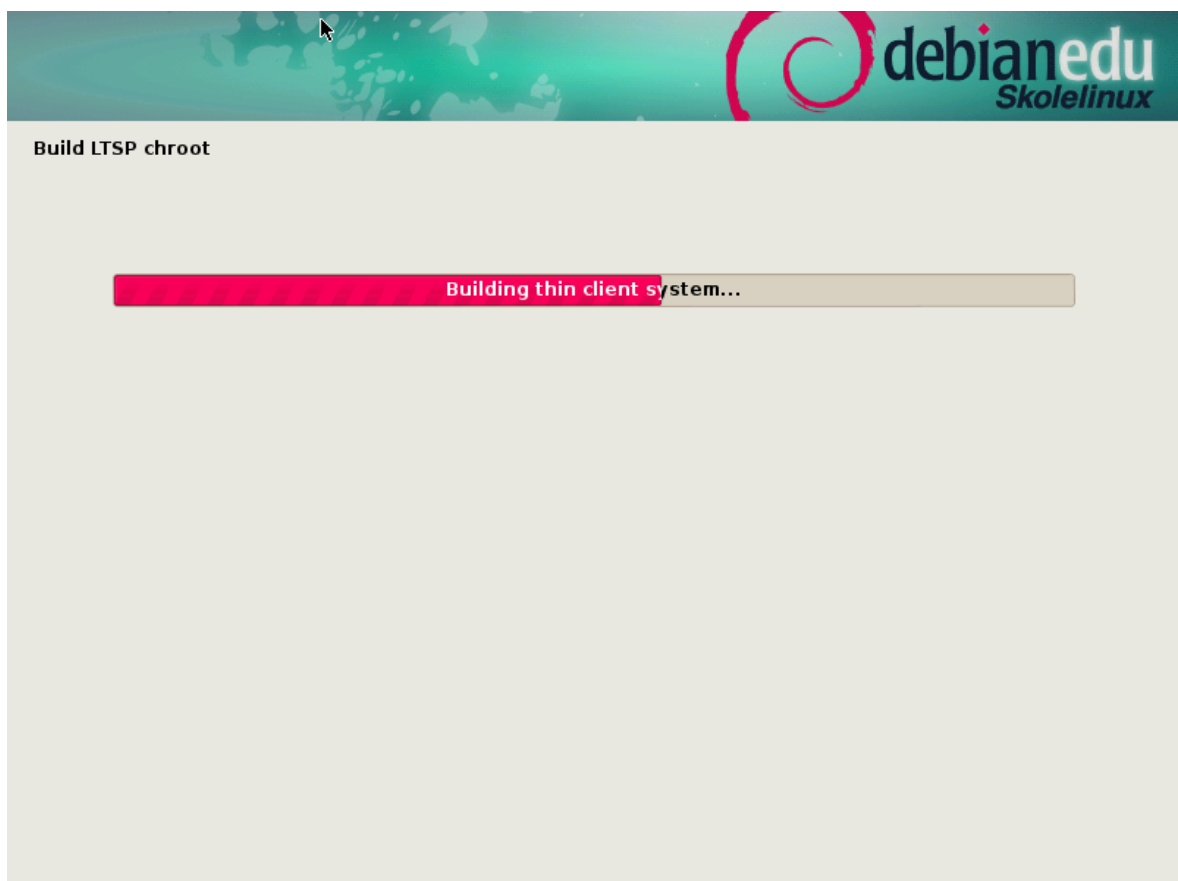 debianedu
Skolelinux
Build LTSP chroot
Building thin client system...